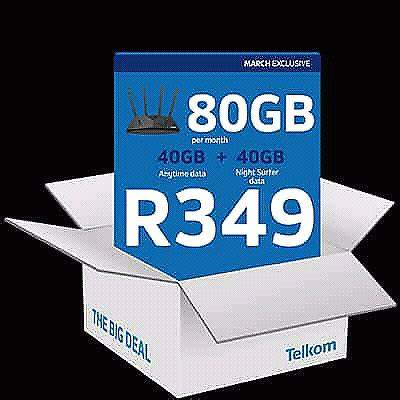 MARCH EXCLUSIVE
80GB
per month
40GB + 40GB
Anytime data Night Surfer data
R349
THE BIG DEAL
Telkom